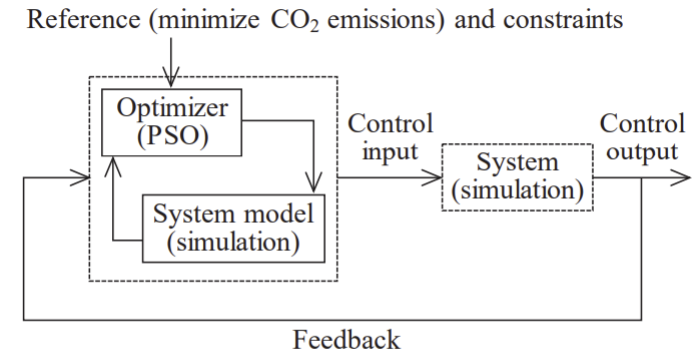 Reference (minimize CO₂ emissions) and constraints
Optimizer
(PSO)
System model
(simulation)
Control
input
System
(simulation)
Control
output
Feedback